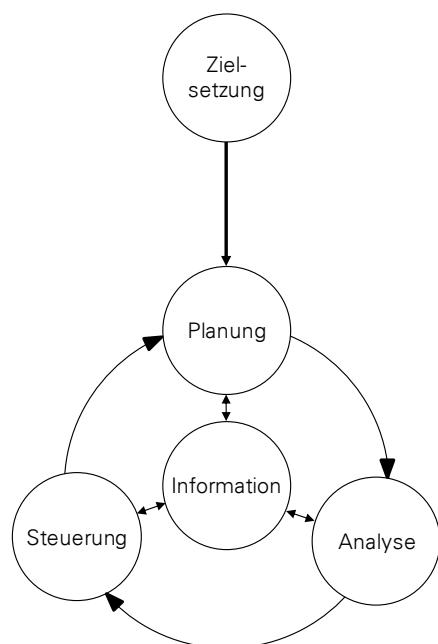 Ziel-
setzung
Planung
Information
Steuerung
Analyse